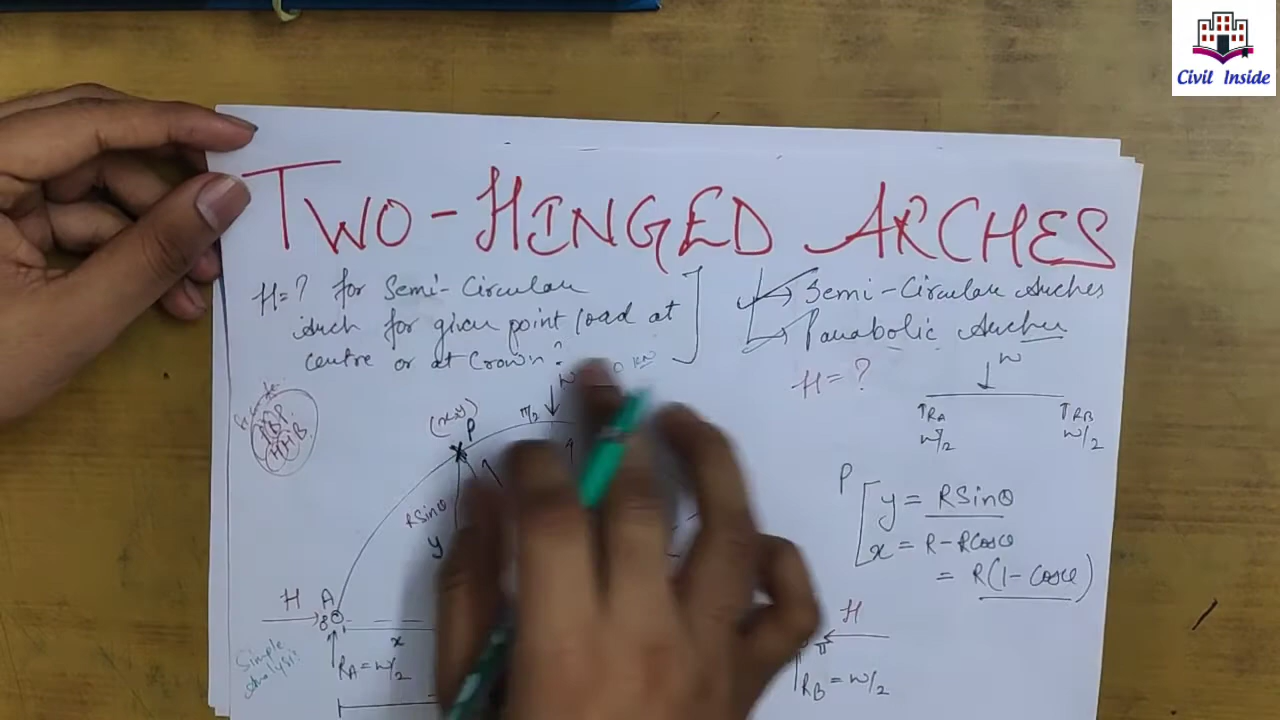 Civil Inside
TWO-HINGED ARCHES
H=? for Semi-Circular
Arch for given point load at
centre or at Crown?
Semi-Circular Arches
Parabolic Arches
H=?
W
RA
W/2
RB
W/2
(x,y)
P
π/2
W
kN
RSinθ
y
P
y = RSinθ
x = R-RCosθ
= R(1-Cosθ)
H
A
x
RA=W/2
Simple
Analysis
H
RB=W/2